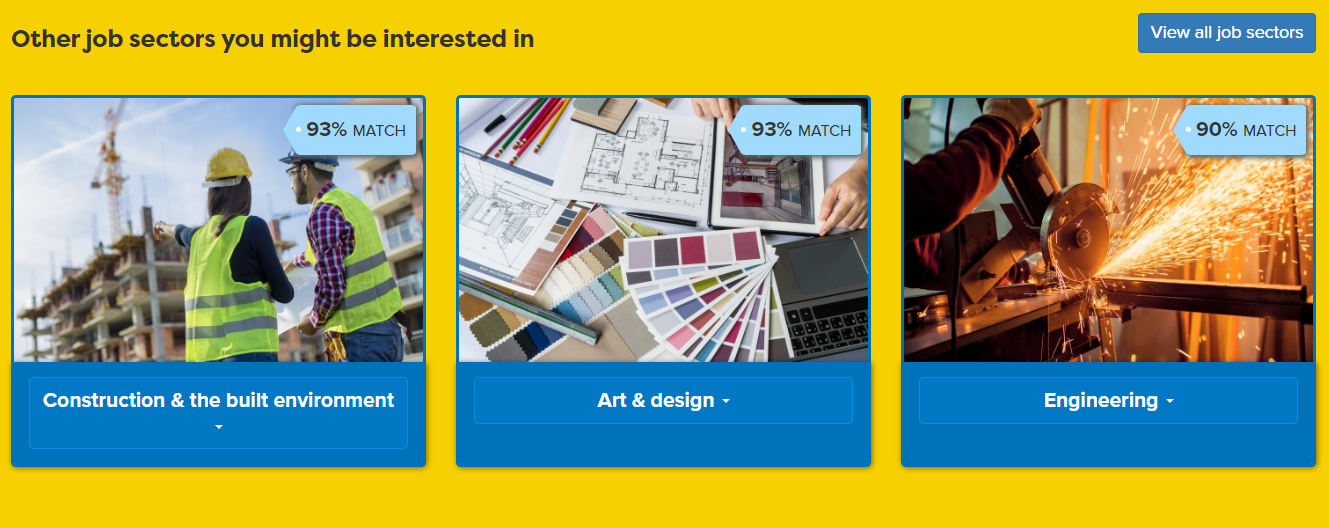 Other job sectors you might be interested in
View all job sectors
93% MATCH
93% MATCH
90% MATCH
Construction & the built environment
Art & design
Engineering